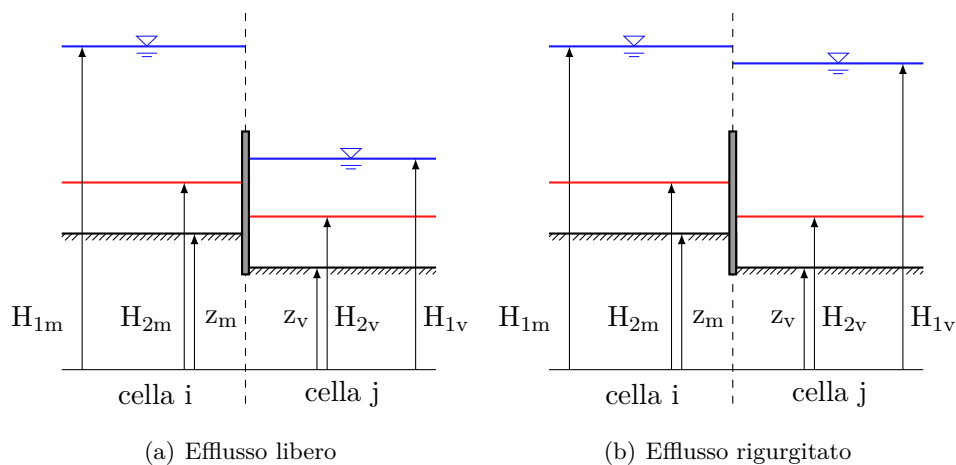 H1m H2m zm zv H2v H1v
cella i cella j
(a) Efflusso libero
H1m H2m zm zv H2v H1v
cella i cella j
(b) Efflusso rigurgitato